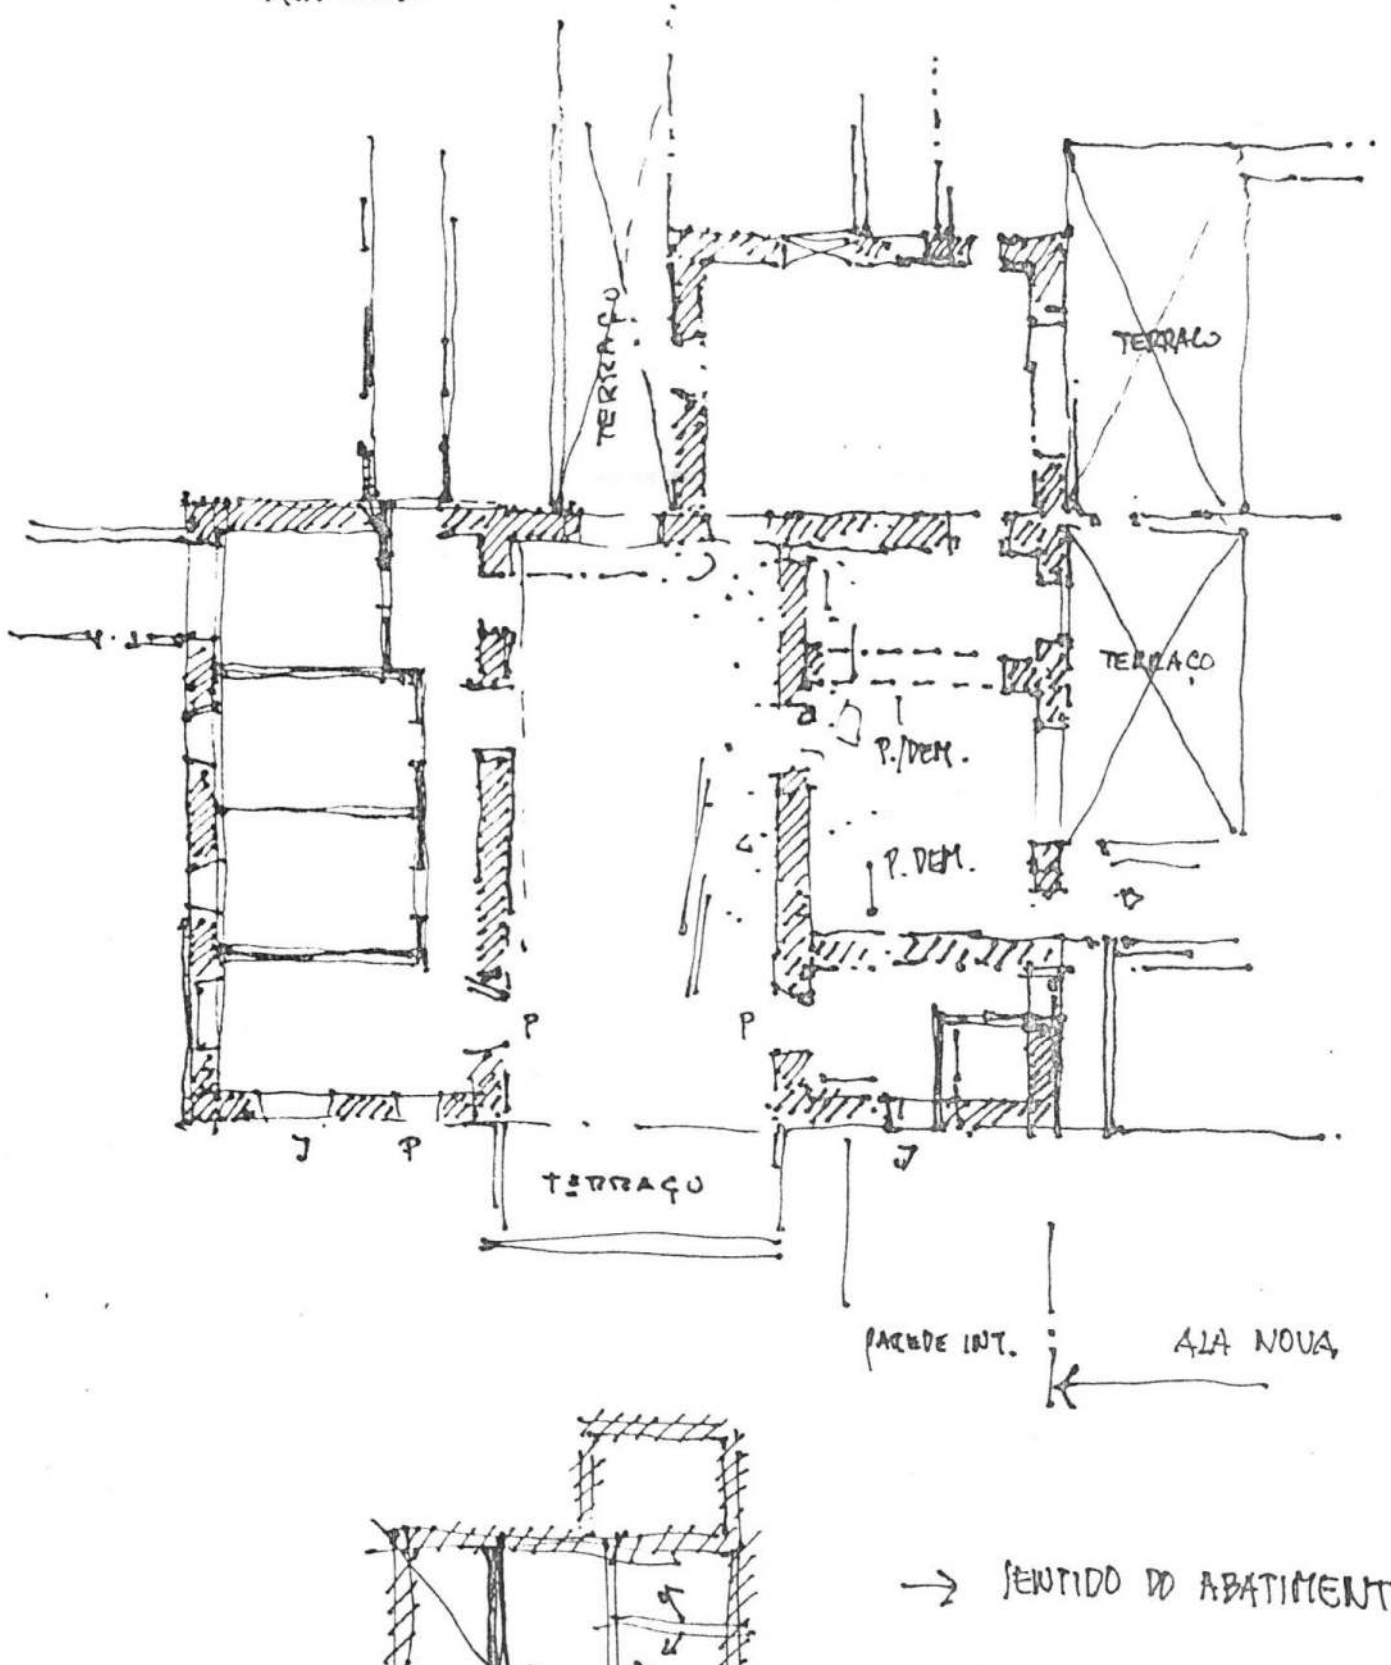 TERRAÇO
TERRAÇO
TERRAÇO
P./DEM.
P. DEM.
P
P
J
P
J
TERRAÇO
PAREDE INT.
ALA NOVA
→ SENTIDO DO ABATIMENT